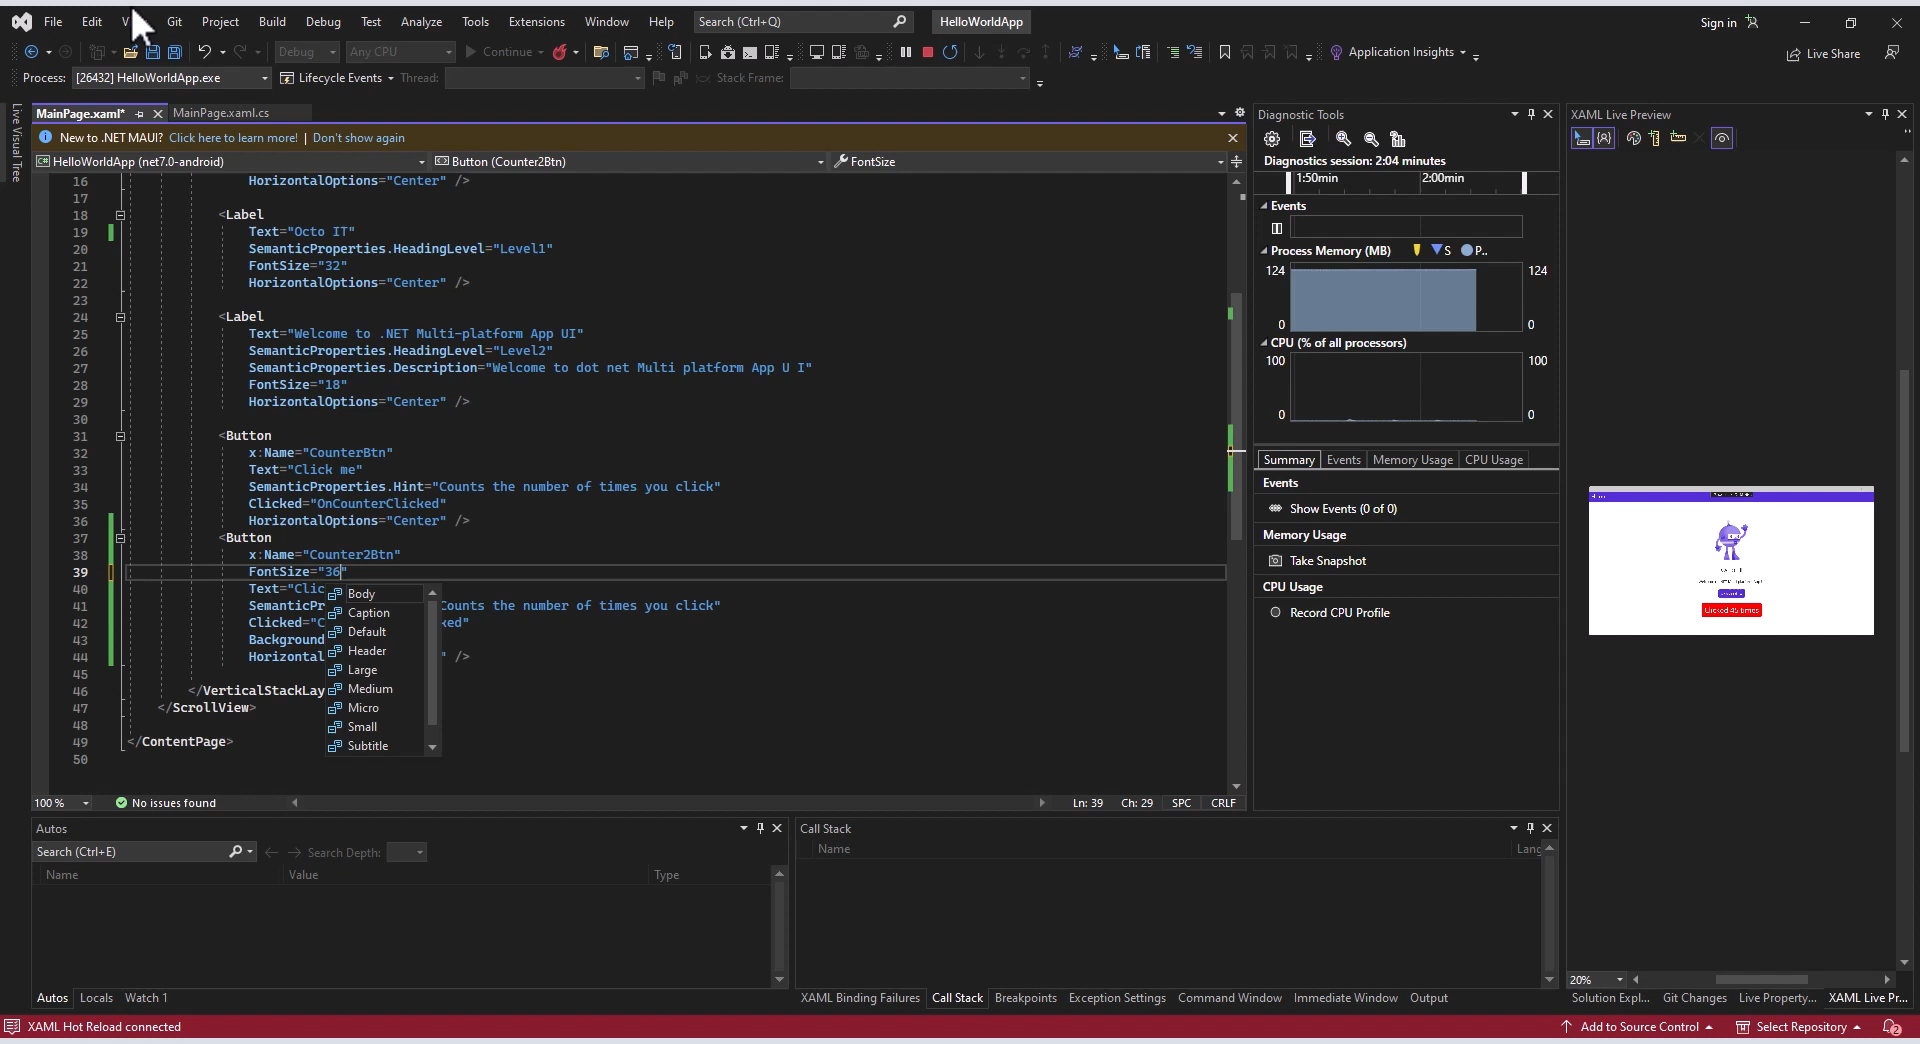 File Edit V Git Project Build Debug Test Analyze Tools Extensions Window Help Search (Ctrl+Q) HelloWorldApp Sign in
Debug Any CPU Continue Application Insights Live Share
Process: [26432] HelloWorldApp.exe Lifecycle Events Thread: Stack Frame:
Live Visual Tree
MainPage.xaml* MainPage.xaml.cs
New to .NET MAUI? Click here to learn more! | Don't show again
HelloWorldApp (net7.0-android) Button (Counter2Btn) FontSize
16 HorizontalOptions="Center" />
17
18 <Label
19 Text="Octo IT"
20 SemanticProperties.HeadingLevel="Level1"
21 FontSize="32"
22 HorizontalOptions="Center" />
23
24 <Label
25 Text="Welcome to .NET Multi-platform App UI"
26 SemanticProperties.HeadingLevel="Level2"
27 SemanticProperties.Description="Welcome to dot net Multi platform App U I"
28 FontSize="18"
29 HorizontalOptions="Center" />
30
31 <Button
32 x:Name="CounterBtn"
33 Text="Click me"
34 SemanticProperties.Hint="Counts the number of times you click"
35 Clicked="OnCounterClicked"
36 HorizontalOptions="Center" />
37 <Button
38 x:Name="Counter2Btn"
39 FontSize="36"
40 Text="Clic
41 SemanticPr Counts the number of times you click"
42 Clicked="C ked"
43 Background
44 Horizontal " />
45
46 </VerticalStackLay
47 </ScrollView>
48
49 </ContentPage>
50
Body
Caption
Default
Header
Large
Medium
Micro
Small
Subtitle
100 % No issues found Ln: 39 Ch: 29 SPC CRLF
Diagnostic Tools
Diagnostics session: 2:04 minutes
1:50min 2:00min
Events
Process Memory (MB) S P..
124 124
0 0
CPU (% of all processors)
100 100
0 0
Summary Events Memory Usage CPU Usage
Events
Show Events (0 of 0)
Memory Usage
Take Snapshot
CPU Usage
Record CPU Profile
XAML Live Preview
Clicked 45 times
20%
Solution Expl... Git Changes Live Property... XAML Live Pr...
Autos
Search (Ctrl+E) Search Depth:
Name Value Type
Autos Locals Watch 1
Call Stack
Name Lang
XAML Binding Failures Call Stack Breakpoints Exception Settings Command Window Immediate Window Output
XAML Hot Reload connected Add to Source Control Select Repository 2